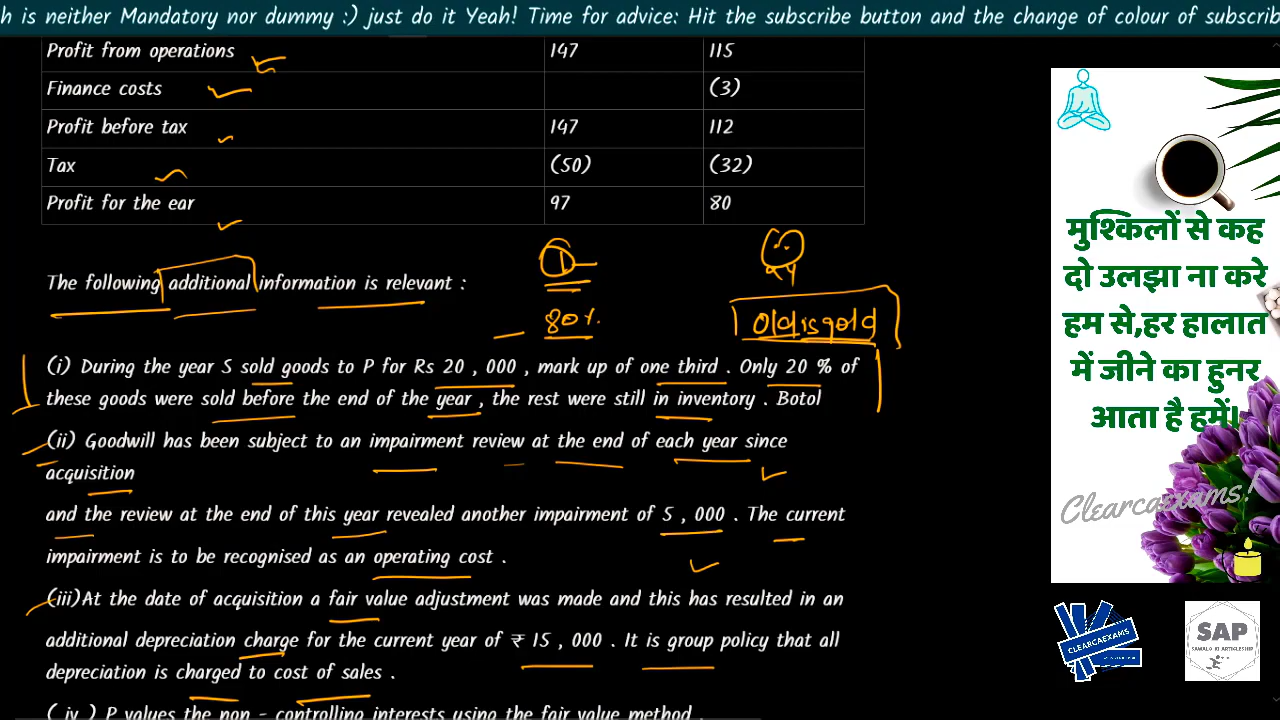 h is neither Mandatory nor dummy :) just do it Yeah! Time for advice: Hit the subscribe button and the change of colour of subscrib
Profit from operations 147 115
Finance costs (3)
Profit before tax 147 112
Tax (50) (32)
Profit for the ear 97 80
The following additional information is relevant :
80%
Old is gold
(i) During the year S sold goods to P for Rs 20 , 000 , mark up of one third . Only 20 % of
these goods were sold before the end of the year , the rest were still in inventory . Botol
(ii) Goodwill has been subject to an impairment review at the end of each year since
acquisition
and the review at the end of this year revealed another impairment of 5 , 000 . The current
impairment is to be recognised as an operating cost .
(iii)At the date of acquisition a fair value adjustment was made and this has resulted in an
additional depreciation charge for the current year of ₹ 15 , 000 . It is group policy that all
depreciation is charged to cost of sales .
( iv ) P values the non - controlling interests using the fair value method .
मुश्किलों से कह
दो उलझा ना करे
हम से,हर हालात
में जीने का हुनर
आता है हमें।
Clearcaexams!
CLEARCAEXAMS
SAP
SAMBLO KI ARTICLESHIP